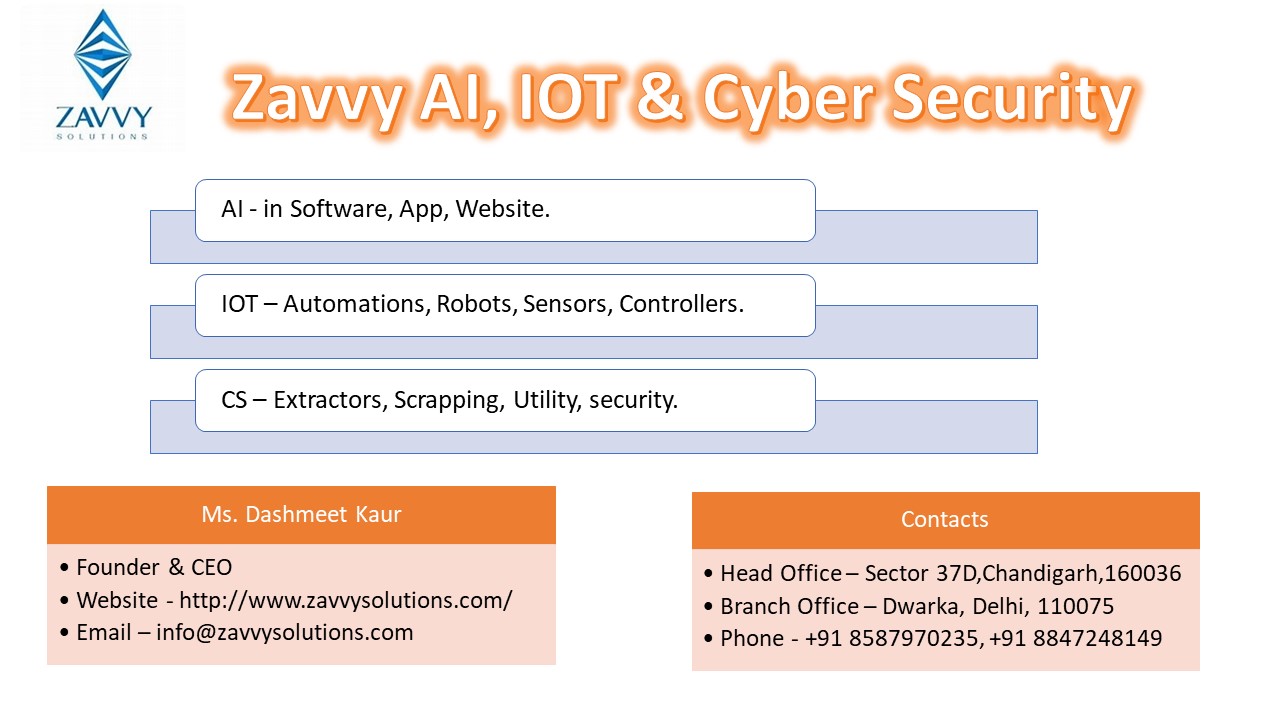 ZAVVY
SOLUTIONS
Zavvy AI, IOT & Cyber Security
AI - in Software, App, Website.
IOT – Automations, Robots, Sensors, Controllers.
CS – Extractors, Scrapping, Utility, security.
Ms. Dashmeet Kaur
• Founder & CEO
• Website - http://www.zavvysolutions.com/
• Email – info@zavvysolutions.com
Contacts
• Head Office – Sector 37D,Chandigarh,160036
• Branch Office – Dwarka, Delhi, 110075
• Phone - +91 8587970235, +91 8847248149